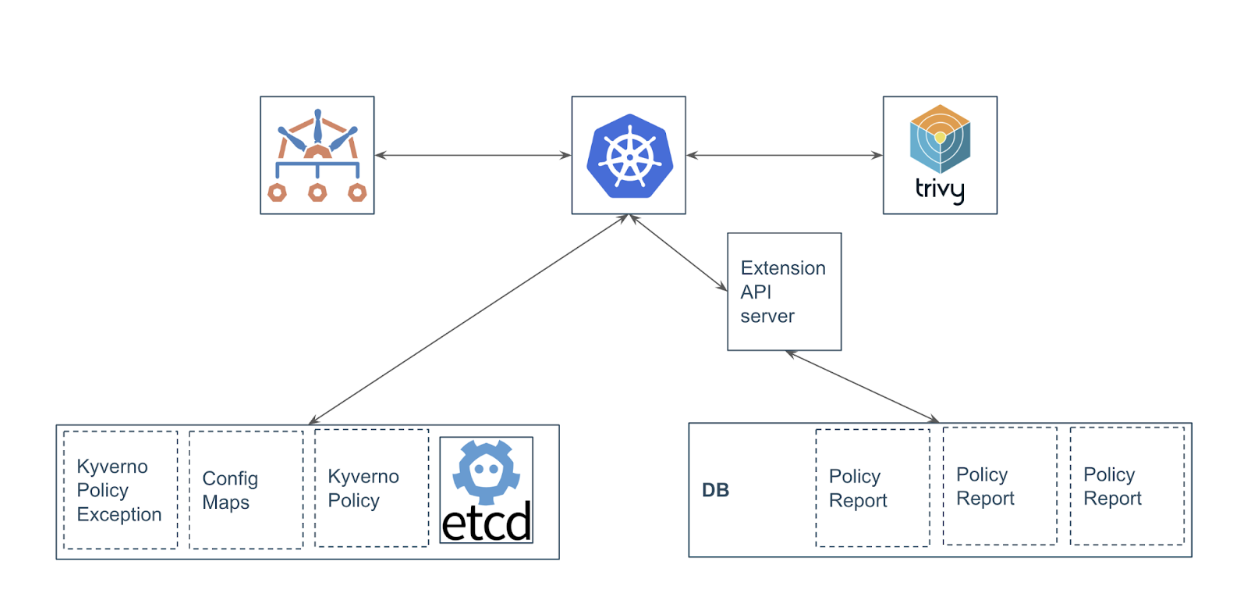 trivy
Extension
API
server
Kyverno
Policy
Exception
Config
Maps
Kyverno
Policy
etcd
DB
Policy
Report
Policy
Report
Policy
Report